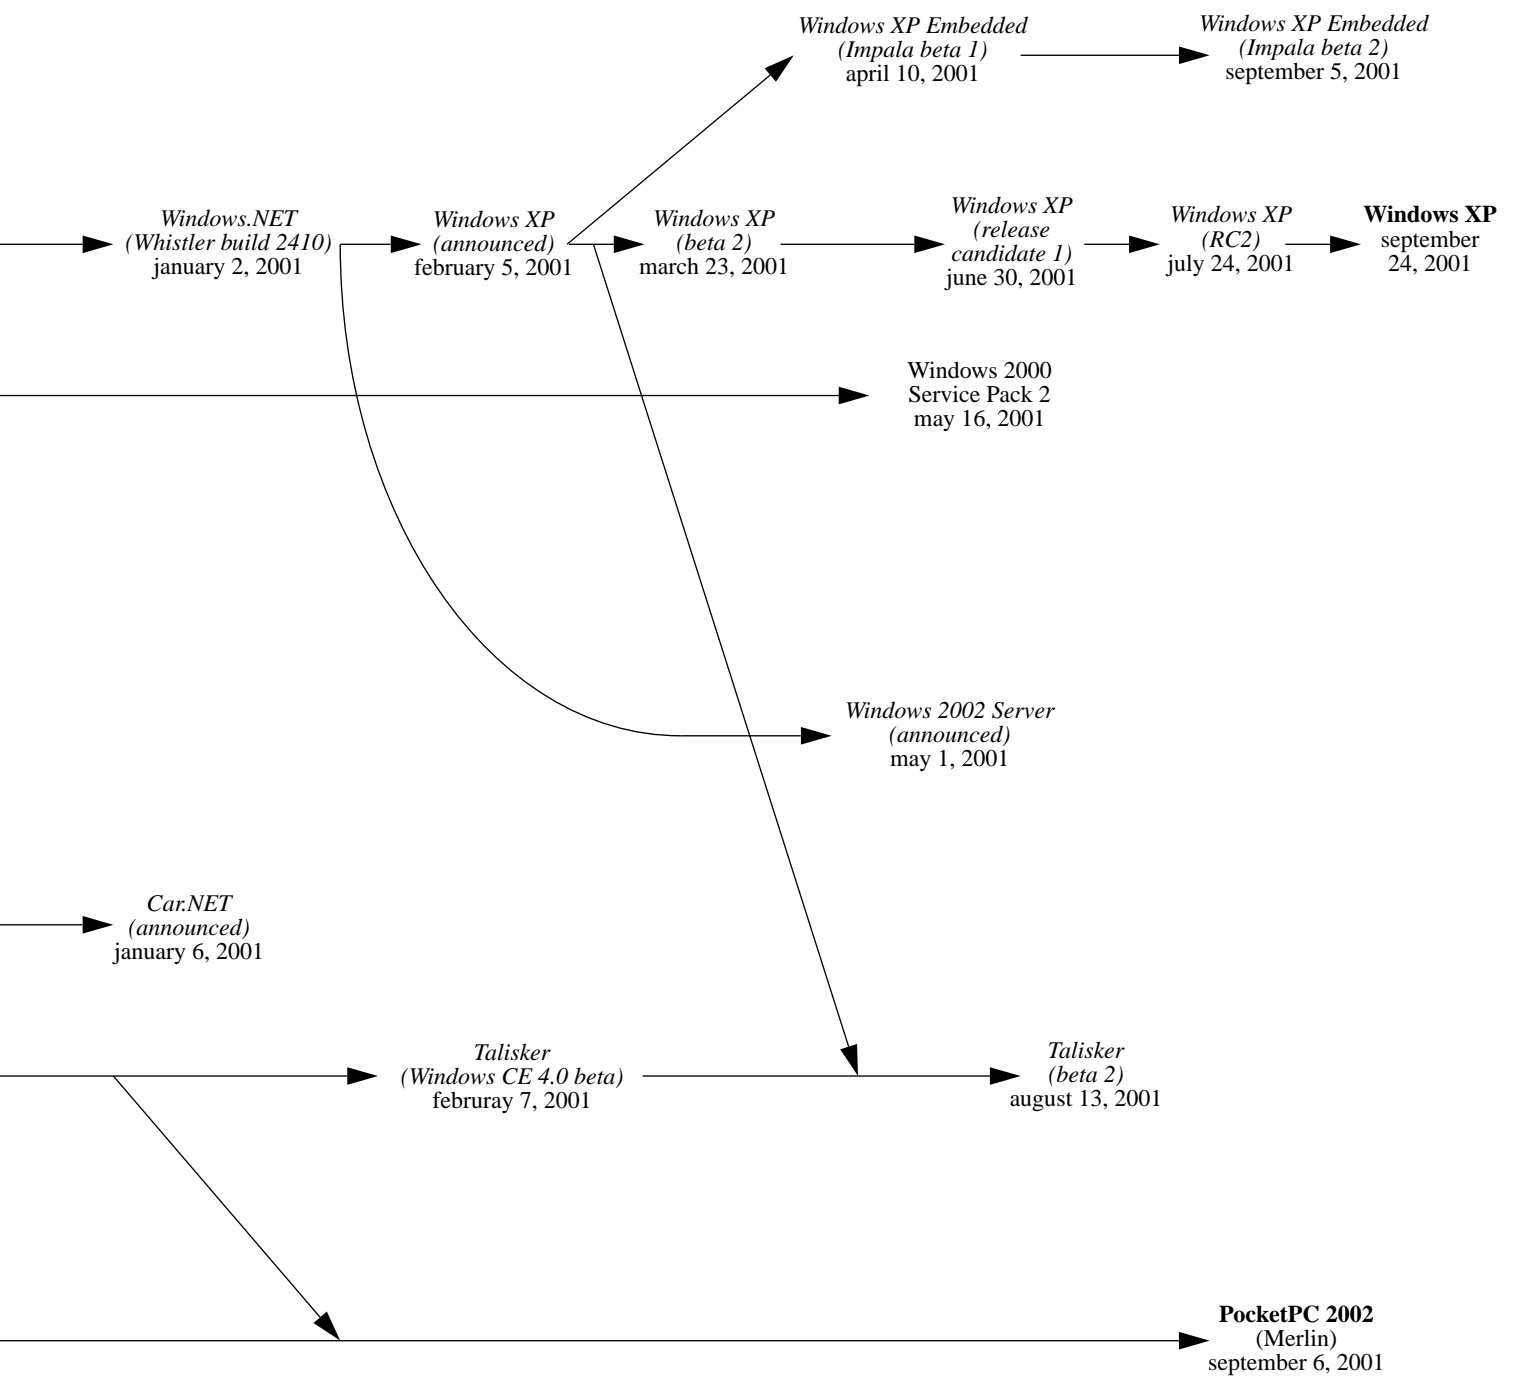 Windows XP Embedded
(Impala beta 1)
april 10, 2001
Windows XP Embedded
(Impala beta 2)
september 5, 2001
Windows.NET
(Whistler build 2410)
january 2, 2001
Windows XP
(announced)
february 5, 2001
Windows XP
(beta 2)
march 23, 2001
Windows XP
(release
candidate 1)
june 30, 2001
Windows XP
(RC2)
july 24, 2001
Windows XP
september
24, 2001
Windows 2000
Service Pack 2
may 16, 2001
Windows 2002 Server
(announced)
may 1, 2001
Car.NET
(announced)
january 6, 2001
Talisker
(Windows CE 4.0 beta)
februray 7, 2001
Talisker
(beta 2)
august 13, 2001
PocketPC 2002
(Merlin)
september 6, 2001